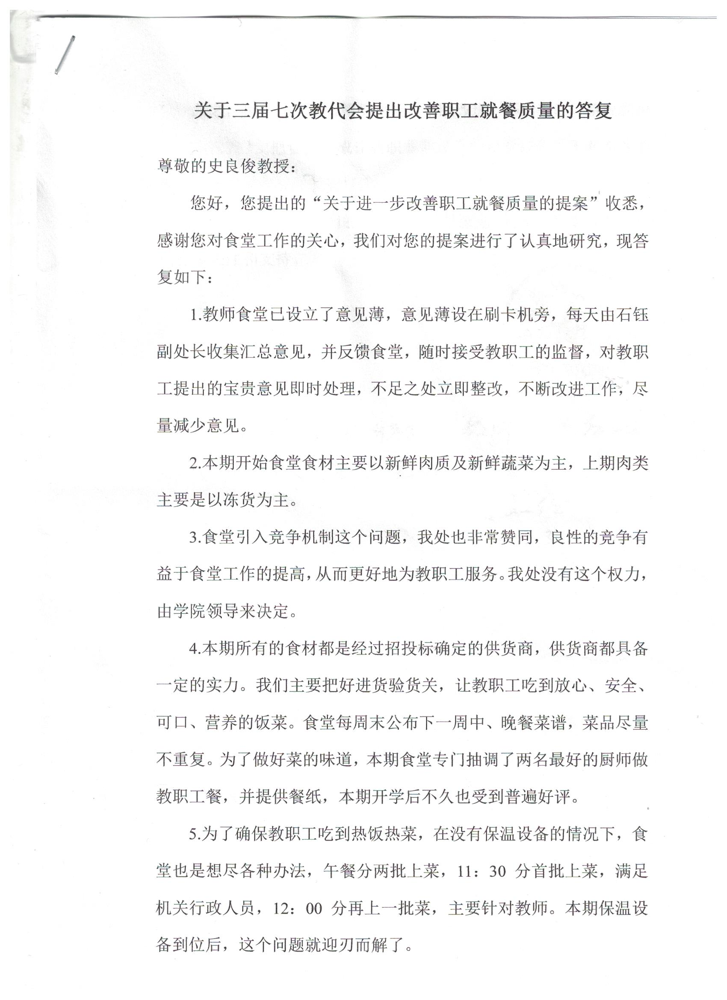 关于三届七次教代会提出改善职工就餐质量的答复
尊敬的史良俊教授：
您好，您提出的“关于进一步改善职工就餐质量的提案”收悉，
感谢您对食堂工作的关心，我们对您的提案进行了认真地研究，现答
复如下：
1.教师食堂已设立了意见薄，意见薄设在刷卡机旁，每天由石钰
副处长收集汇总意见，并反馈食堂，随时接受教职工的监督，对教职
工提出的宝贵意见即时处理，不足之处立即整改，不断改进工作，尽
量减少意见。
2.本期开始食堂食材主要以新鲜肉质及新鲜蔬菜为主，上期肉类
主要是以冻货为主。
3.食堂引入竞争机制这个问题，我处也非常赞同，良性的竞争有
益于食堂工作的提高，从而更好地为教职工服务。我处没有这个权力，
由学院领导来决定。
4.本期所有的食材都是经过招投标确定的供货商，供货商都具备
一定的实力。我们主要把好进货验货关，让教职工吃到放心、安全、
可口、营养的饭菜。食堂每周末公布下一周中、晚餐菜谱，菜品尽量
不重复。为了做好菜的味道，本期食堂专门抽调了两名最好的厨师做
教职工餐，并提供餐纸，本期开学后不久也受到普遍好评。
5.为了确保教职工吃到热饭热菜，在没有保温设备的情况下，食
堂也是想尽各种办法，午餐分两批上菜，11：30 分首批上菜，满足
机关行政人员，12：00 分再上一批菜，主要针对教师。本期保温设
备到位后，这个问题就迎刃而解了。